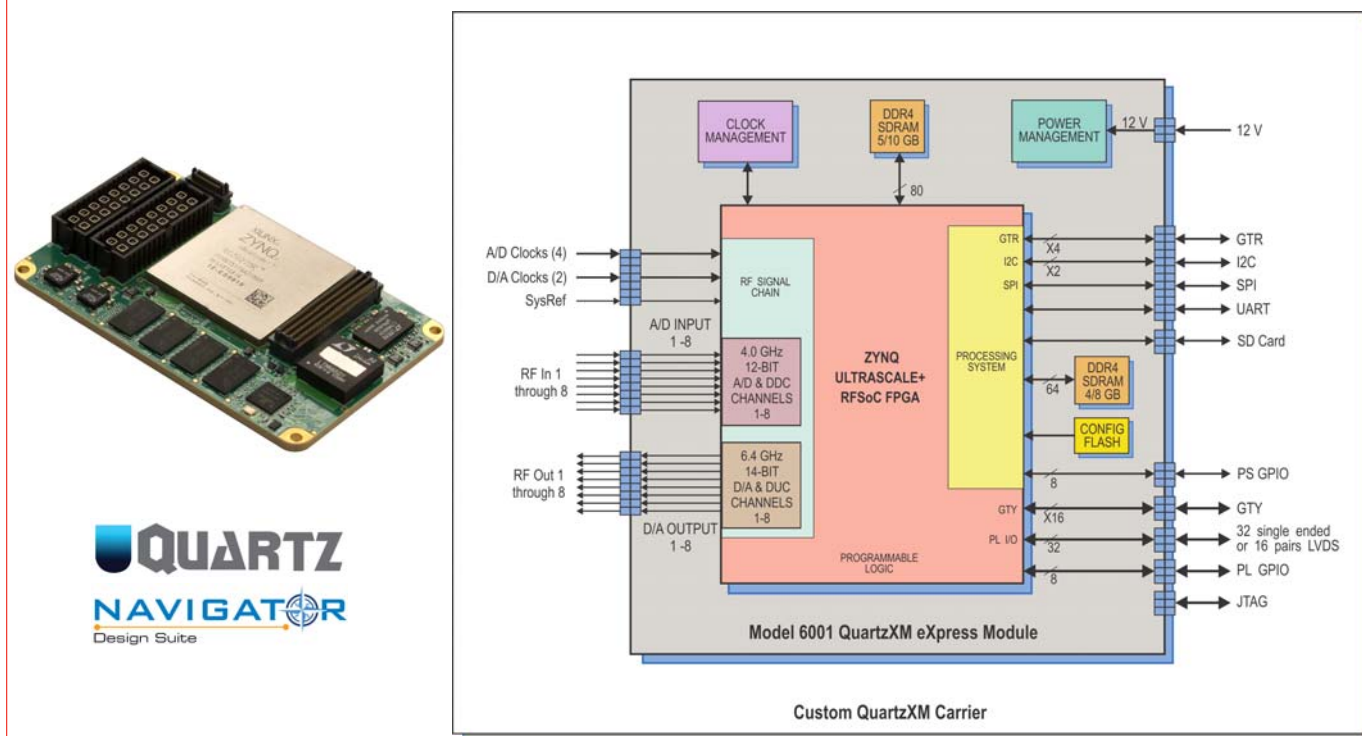 XILINX
ZYNQ
QUARTZ
NAVIGATOR
Design Suite
CLOCK
MANAGEMENT
DDR4
SDRAM
5/10 GB
POWER
MANAGEMENT
12 V
12 V
80
A/D Clocks (4)
D/A Clocks (2)
SysRef
A/D INPUT
1 -8
RF In 1
through 8
RF Out 1
through 8
D/A OUTPUT
1 -8
RF SIGNAL
CHAIN
4.0 GHz
12-BIT
A/D & DDC
CHANNELS
1-8
6.4 GHz
14-BIT
D/A & DUC
CHANNELS
1-8
ZYNQ
ULTRASCALE+
RFSoC FPGA
PROGRAMMABLE
LOGIC
PROCESSING
SYSTEM
GTR
X4
GTR
I2C
X2
I2C
SPI
SPI
UART
SD Card
64
DDR4
SDRAM
4/8 GB
CONFIG
FLASH
8
PS GPIO
GTY
X16
GTY
PL I/O
32
32 single ended
or 16 pairs LVDS
8
PL GPIO
JTAG
Model 6001 QuartzXM eXpress Module
Custom QuartzXM Carrier